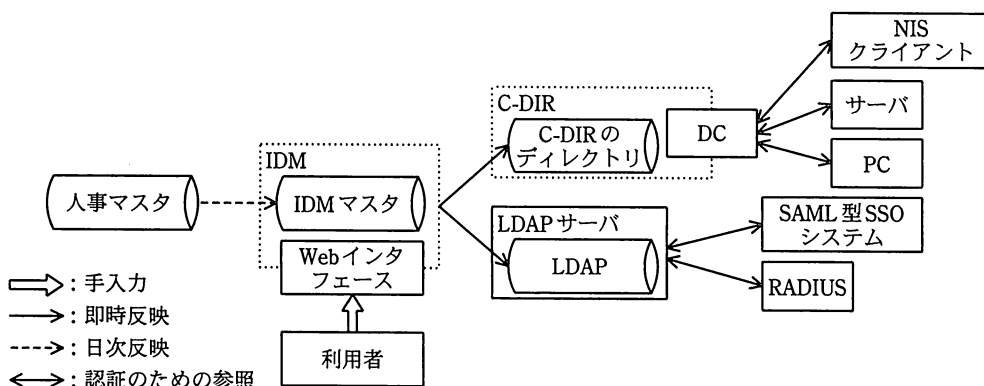 NIS
クライアント
C-DIR
サーバ
DC
C-DIRの
ディレクトリ
PC
IDM
人事マスタ
IDMマスタ
LDAPサーバ
SAML型SSO
システム
Webインタ
フェース
LDAP
RADIUS
利用者
:手入力
:即時反映
:日次反映
:認証のための参照